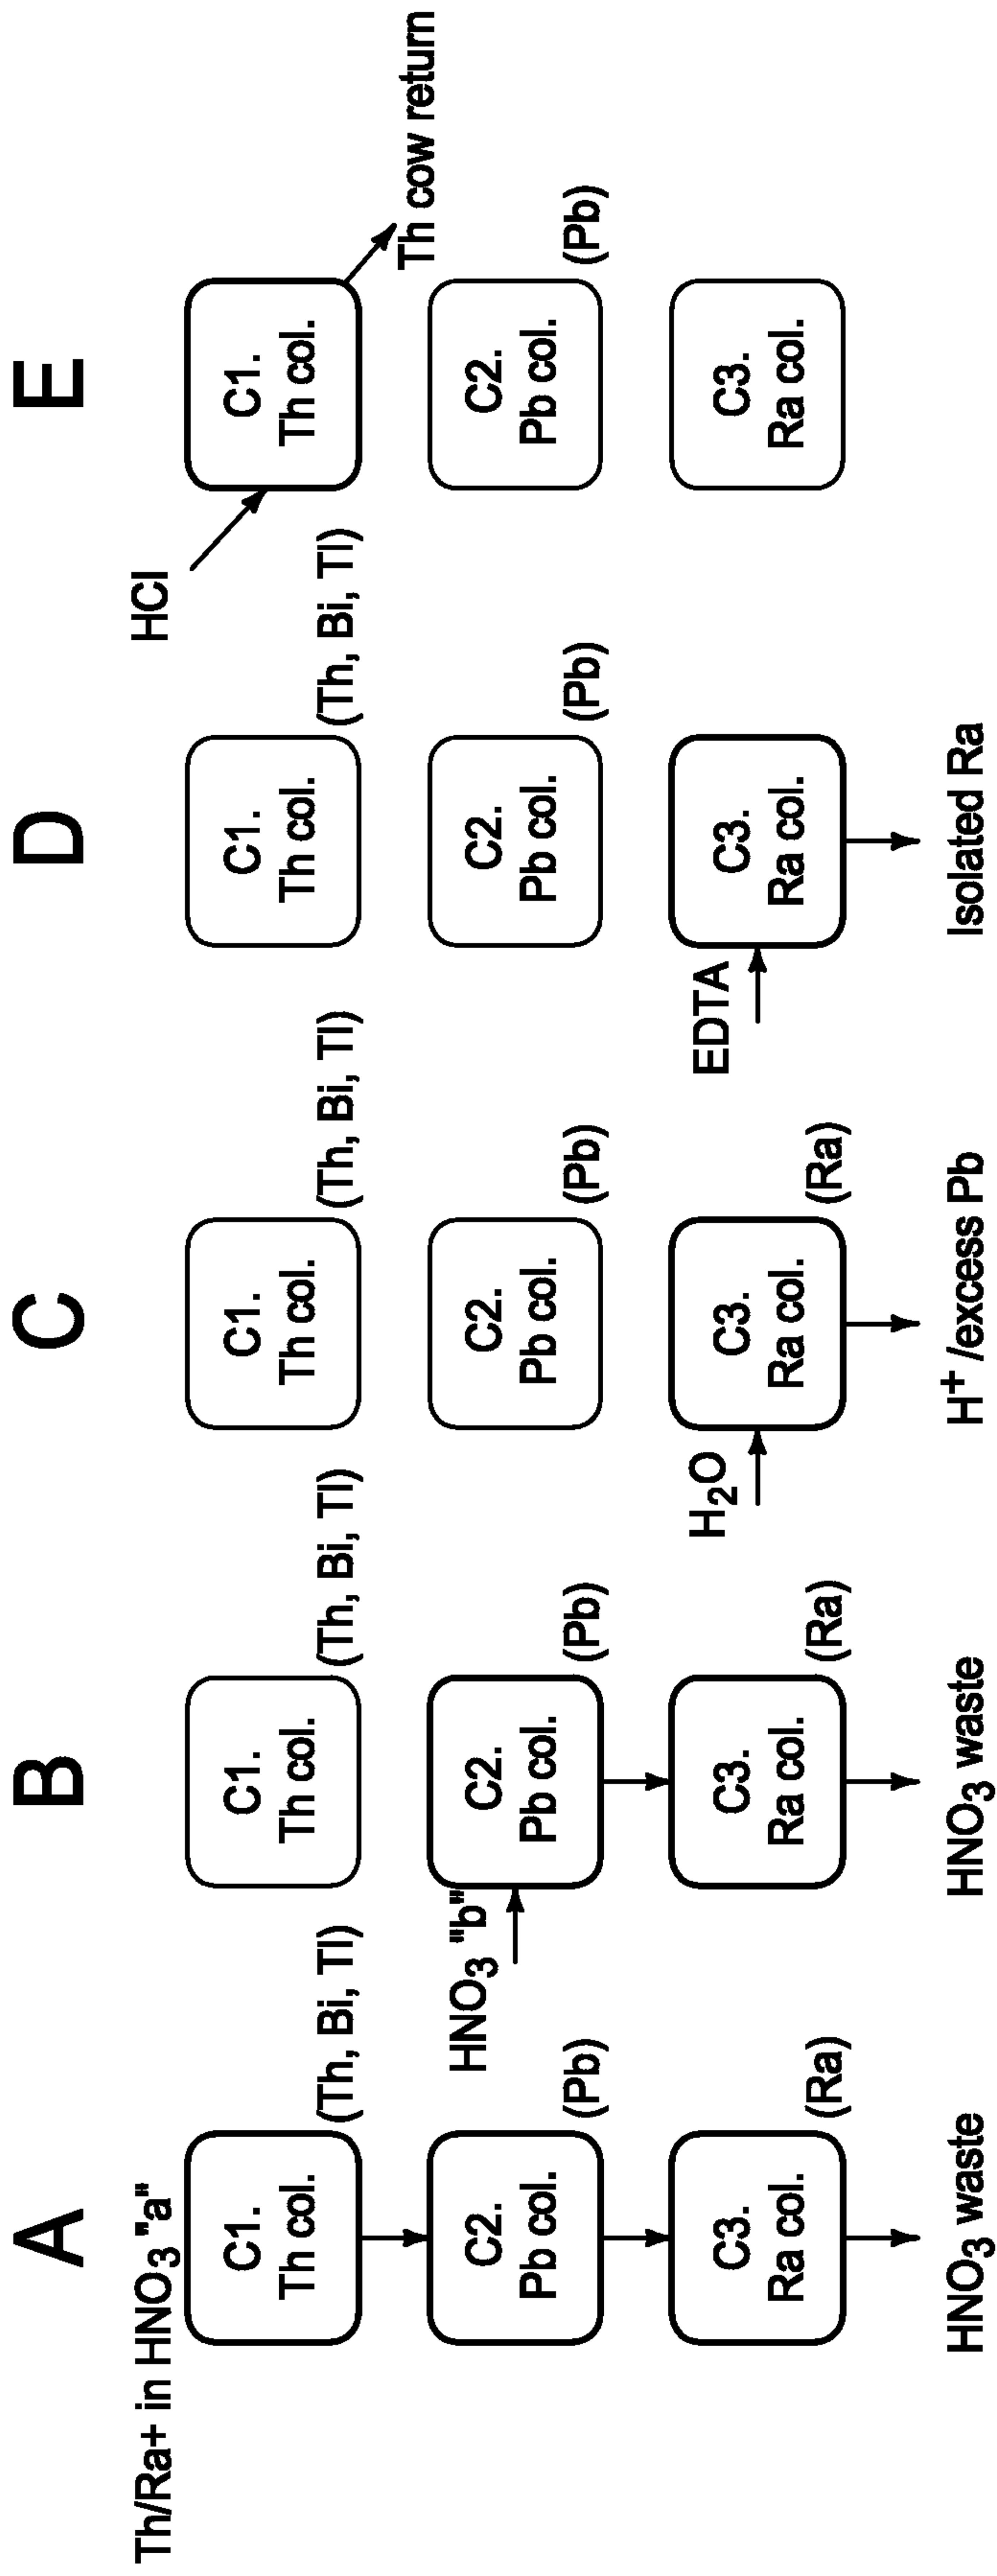 A
Th/Ra+ in HNO3 "a"
C1.
Th col.
(Th, Bi, Tl)
C2.
Pb col.
(Pb)
C3.
Ra col.
(Ra)
HNO3 waste
B
C1.
Th col.
(Th, Bi, Tl)
HNO3 "b"
C2.
Pb col.
(Pb)
C3.
Ra col.
(Ra)
HNO3 waste
C
C1.
Th col.
(Th, Bi, Tl)
C2.
Pb col.
(Pb)
H2O
C3.
Ra col.
(Ra)
H+ /excess Pb
D
C1.
Th col.
(Th, Bi, Tl)
C2.
Pb col.
(Pb)
EDTA
C3.
Ra col.
Isolated Ra
E
HCl
C1.
Th col.
Th cow return
C2.
Pb col.
(Pb)
C3.
Ra col.